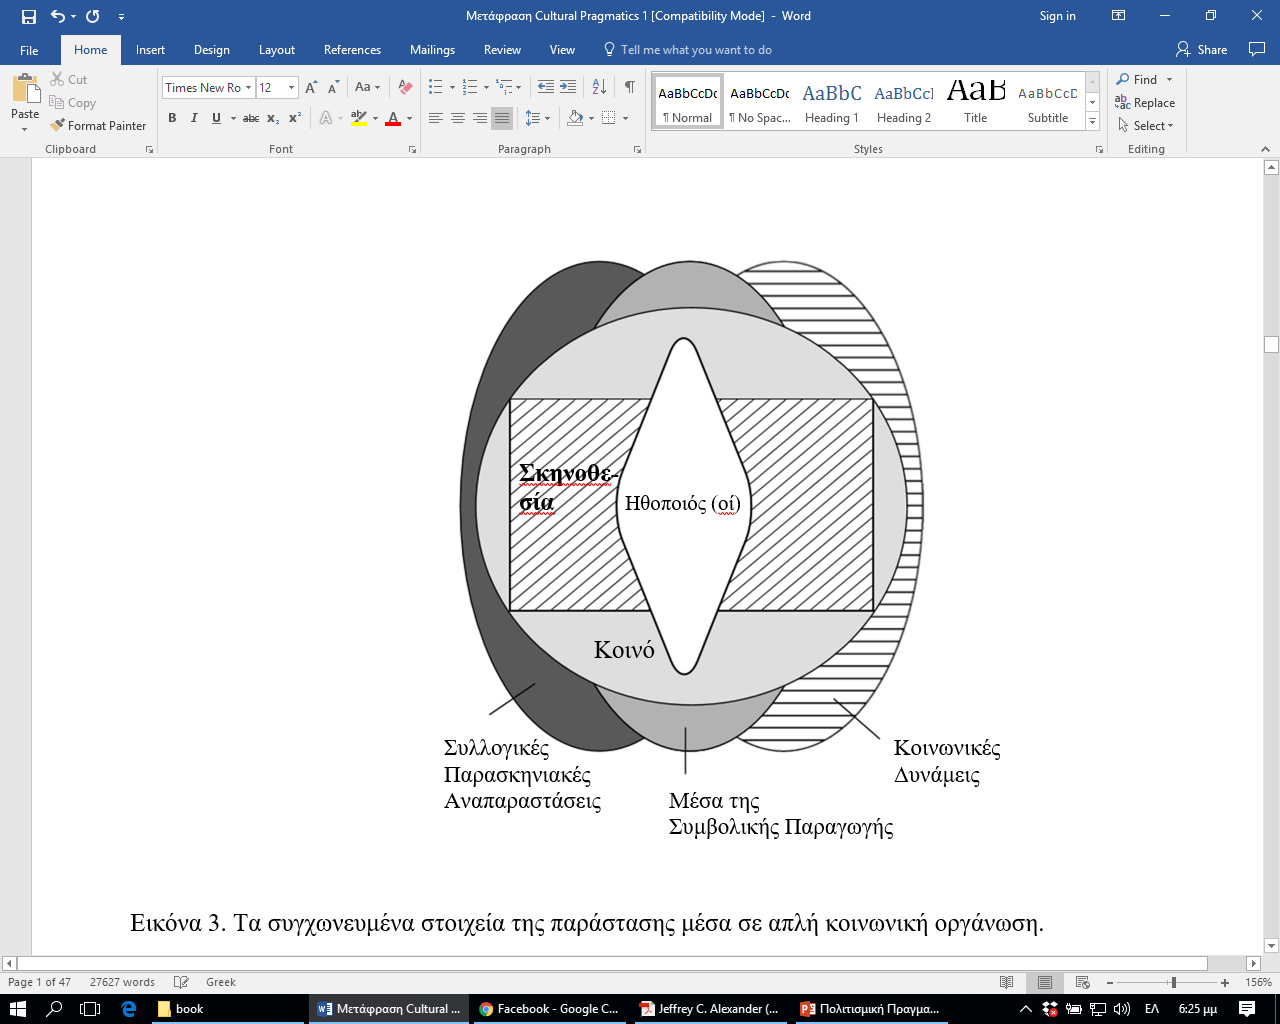 Μετάφραση Cultural Pragmatics 1 [Compatibility Mode] - Word
Sign in
File Home Insert Design Layout References Mailings Review View Tell me what you want to do Share
Paste
Cut
Copy
Format Painter
Clipboard
Times New Ro 12
Font
Paragraph
AaBbCcDc AaBbCcDc AaBbC AaBbCcI AaB AaBbCcD
¶ Normal ¶ No Spac... Heading 1 Heading 2 Title Subtitle
Styles
Find
Replace
Select
Editing
Σκηνοθε-
σία
Ηθοποιός (οί)
Κοινό
Συλλογικές
Παρασκηνιακές
Αναπαραστάσεις
Μέσα της
Συμβολικής Παραγωγής
Κοινωνικές
Δυνάμεις
Εικόνα 3. Τα συγχωνευμένα στοιχεία της παράστασης μέσα σε απλή κοινωνική οργάνωση.
Page 1 of 47 27627 words Greek 156%
book Μετάφραση Cultural ... Facebook - Google C... Jeffrey C. Alexander (... Πολιτισμική Πραγμα... ΕΛ 6:25 μμ